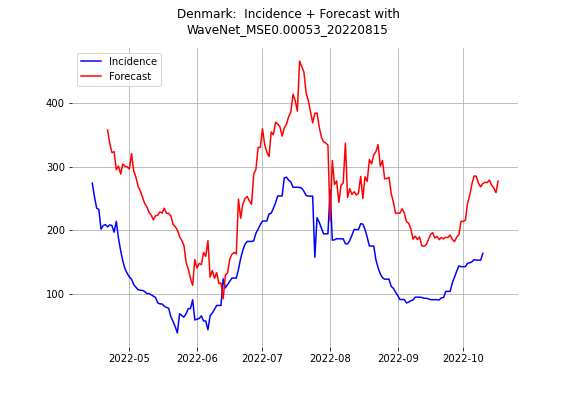 Denmark:  Incidence + Forecast with
WaveNet_MSE0.00053_20220815
Incidence
Forecast
400
300
200
100
2022-05
2022-06
2022-07
2022-08
2022-09
2022-10